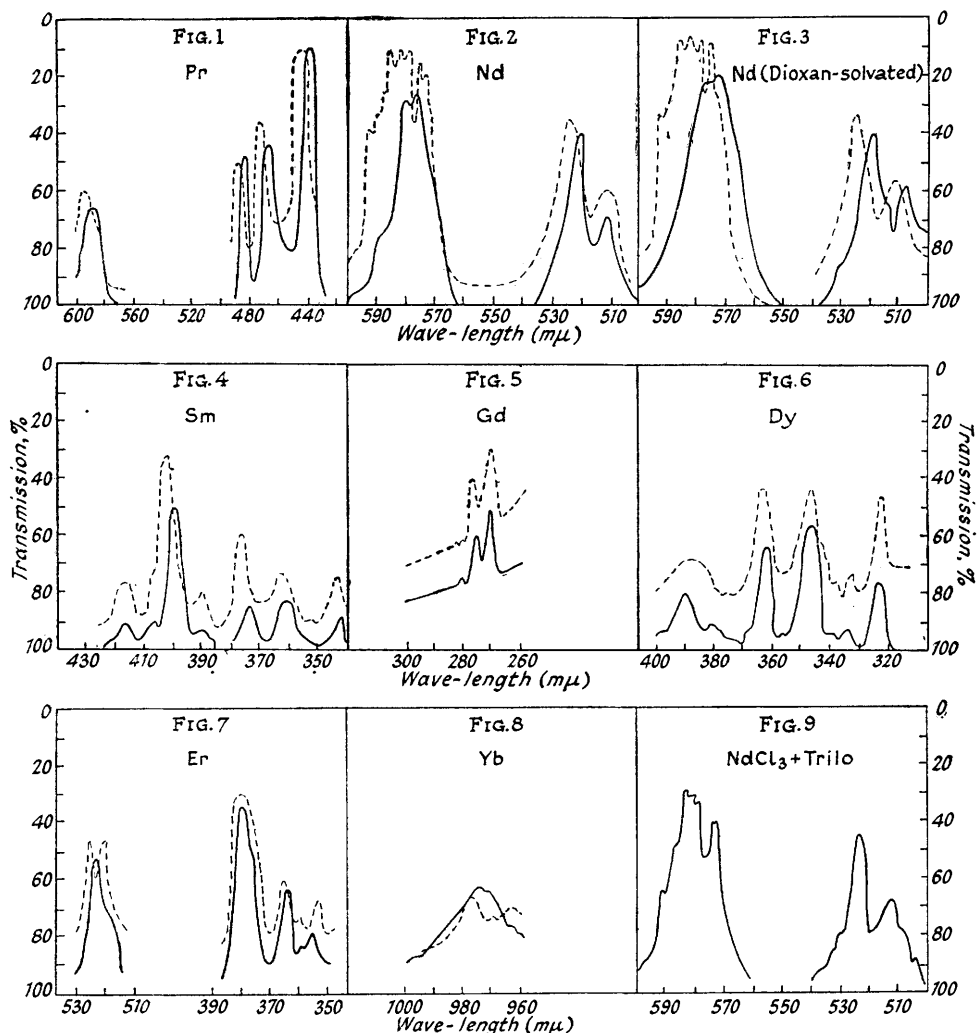 FIG.1 FIG.2 FIG.3
Pr Nd Nd (Dioxan-solvated)
0 0
20 20
40 40
60 60
80 80
100 100
600 560 520 480 440 590 570 550 530 510 590 570 550 530 510
Wave-length (mμ)
FIG.4 FIG.5 FIG.6
Sm Gd Dy
Transmission, % Transmission, %
0 0
20 20
40 40
60 60
80 80
100 100
430 410 390 370 350 300 280 260 400 380 360 340 320
Wave-length (mμ)
FIG.7 FIG.8 FIG.9
Er Yb NdCl₃+Trilo
0 0
20 20
40 40
60 60
80 80
100 100
530 410 390 370 350 7000 980 960 590 570 550 530 510
Wave-length (mμ)